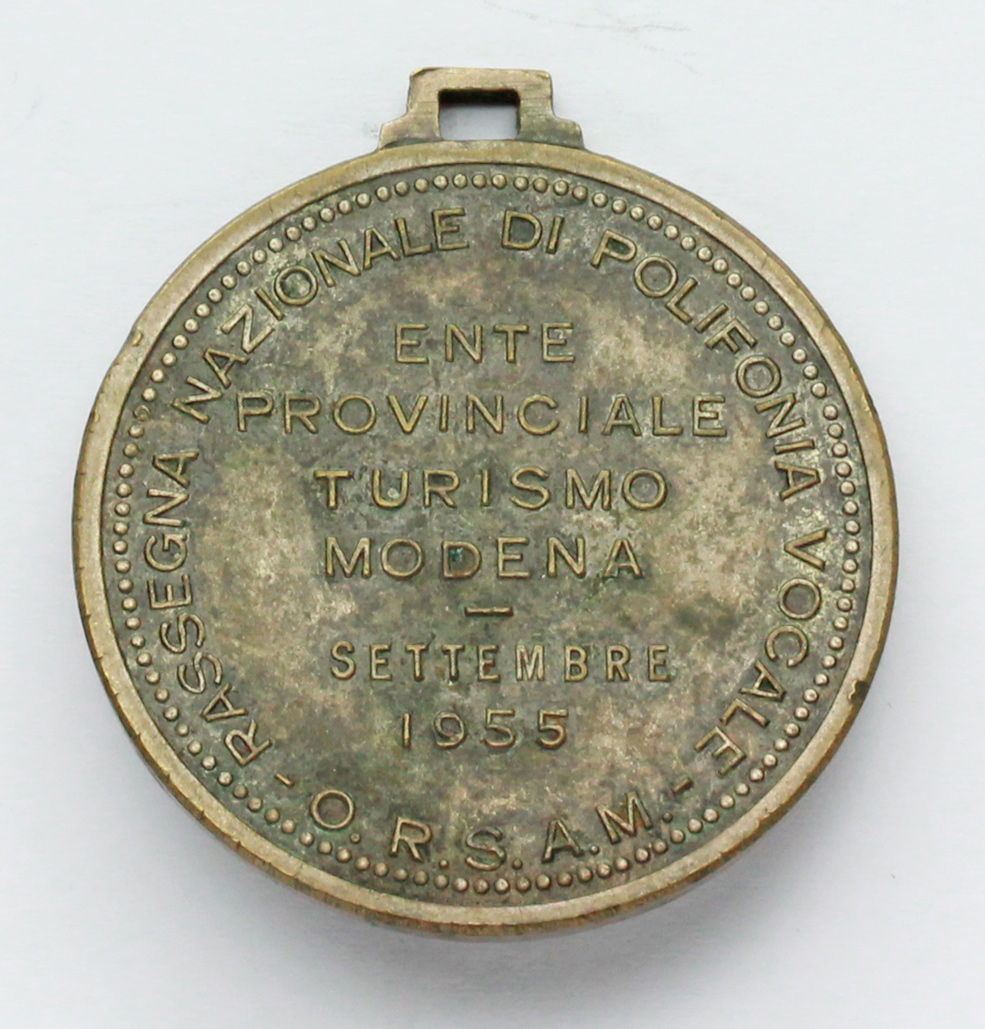 RASSEGNA NAZIONALE DI POLIFONIA VOCALE
- O.R.S.A.M. -
ENTE
PROVINCIALE
TURISMO
MODENA
—
SETTEMBRE
1955